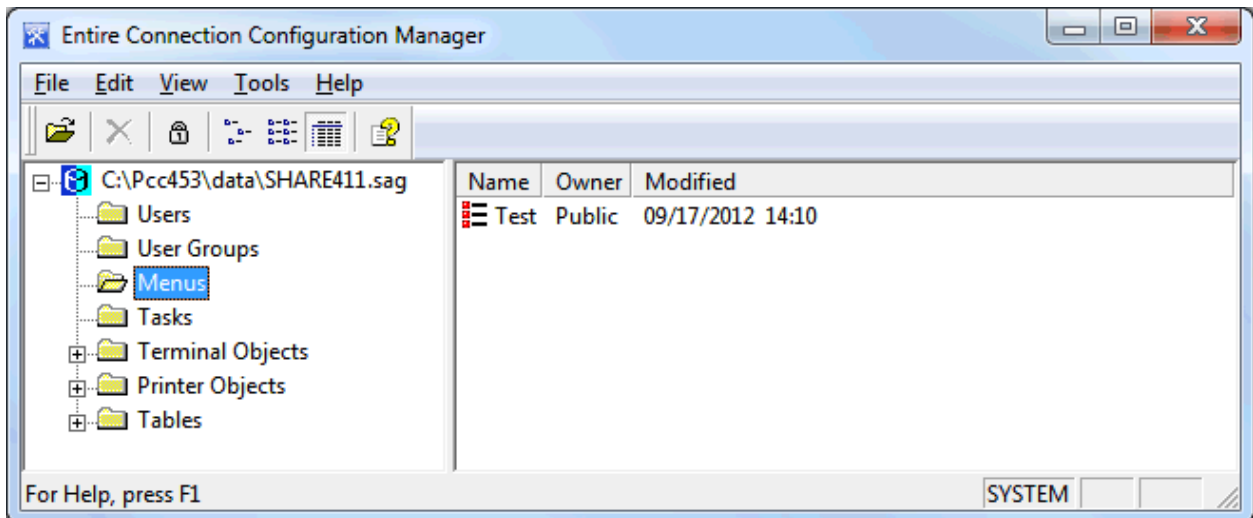 Entire Connection Configuration Manager
File Edit View Tools Help
C:\Pcc453\data\SHARE411.sag
Users
User Groups
Menus
Tasks
Terminal Objects
Printer Objects
Tables
Name Owner Modified
Test Public 09/17/2012 14:10
For Help, press F1 SYSTEM